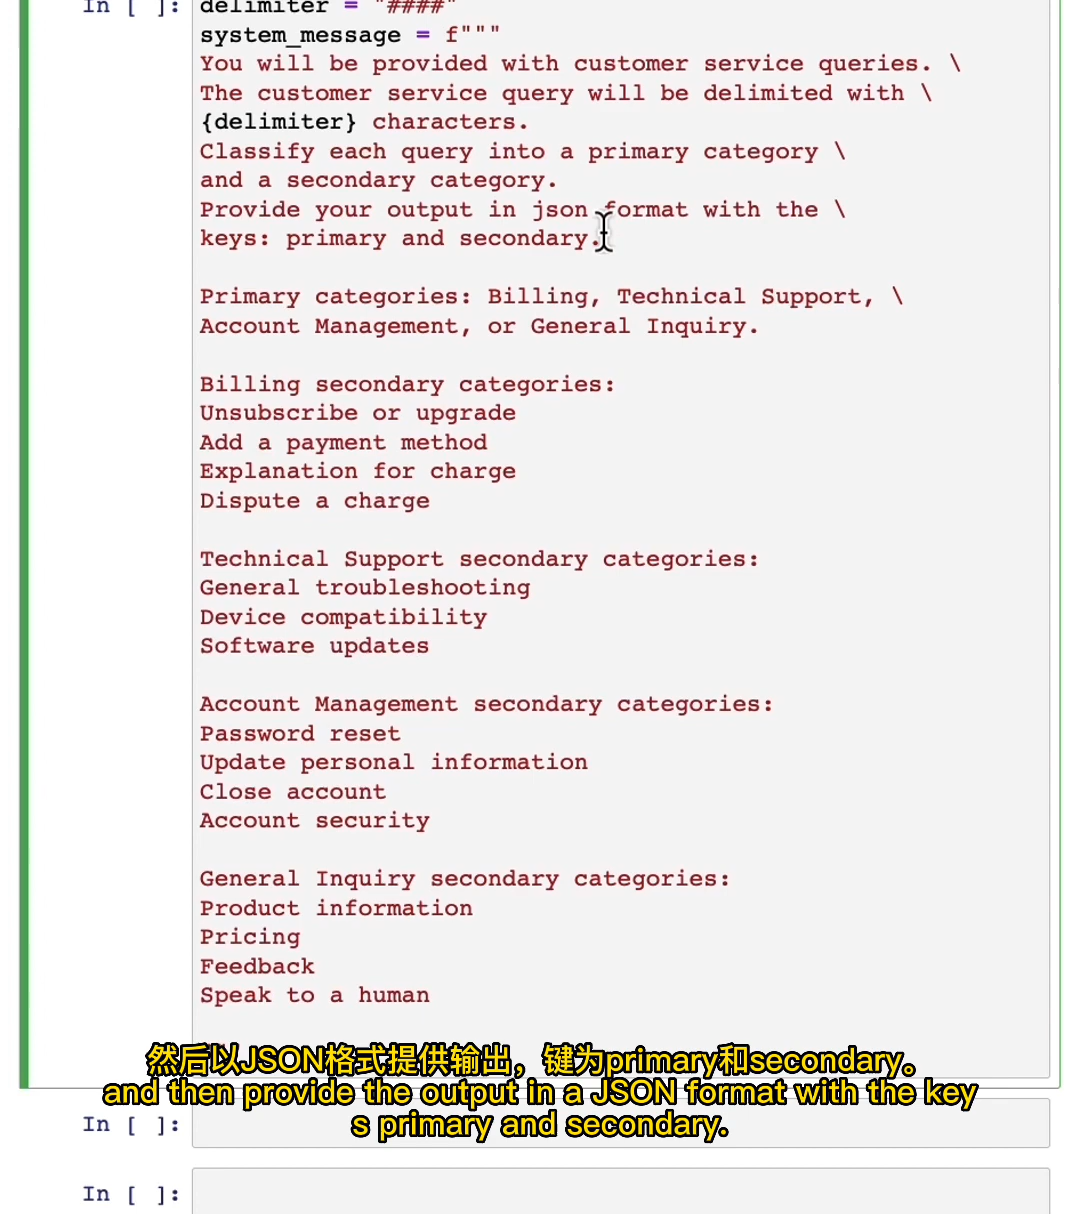 In [ ]: delimiter = "####"
system_message = f"""
You will be provided with customer service queries. \
The customer service query will be delimited with \
{delimiter} characters.
Classify each query into a primary category \
and a secondary category.
Provide your output in json format with the \
keys: primary and secondary.

Primary categories: Billing, Technical Support, \
Account Management, or General Inquiry.

Billing secondary categories:
Unsubscribe or upgrade
Add a payment method
Explanation for charge
Dispute a charge

Technical Support secondary categories:
General troubleshooting
Device compatibility
Software updates

Account Management secondary categories:
Password reset
Update personal information
Close account
Account security

General Inquiry secondary categories:
Product information
Pricing
Feedback
Speak to a human

然后以JSON格式提供输出，键为primary和secondary。
and then provide the output in a JSON format with the key
s primary and secondary.
In [ ]:
In [ ]: